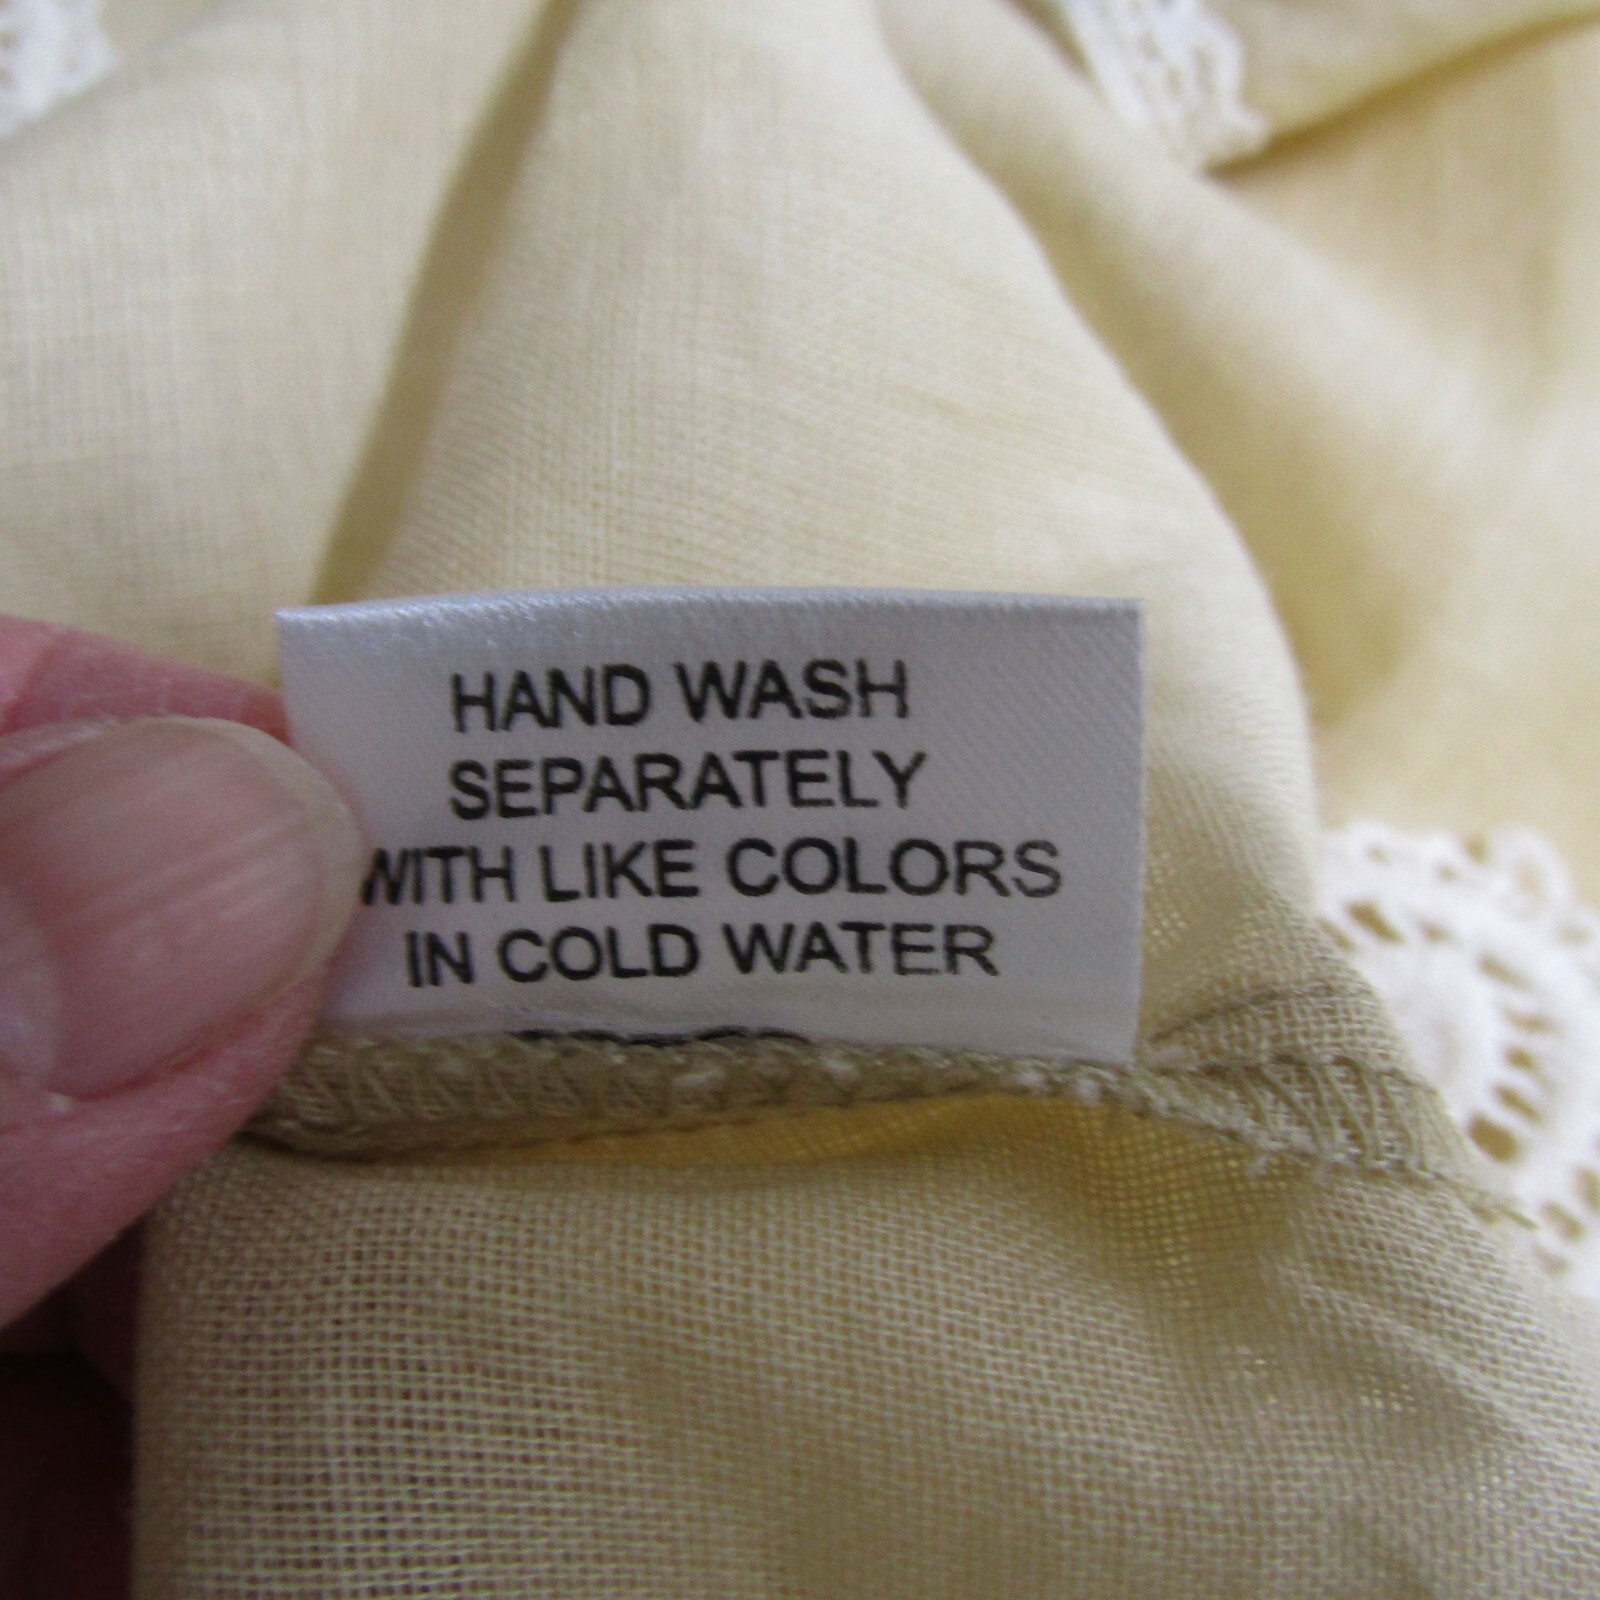 HAND WASH
SEPARATELY
WITH LIKE COLORS
IN COLD WATER